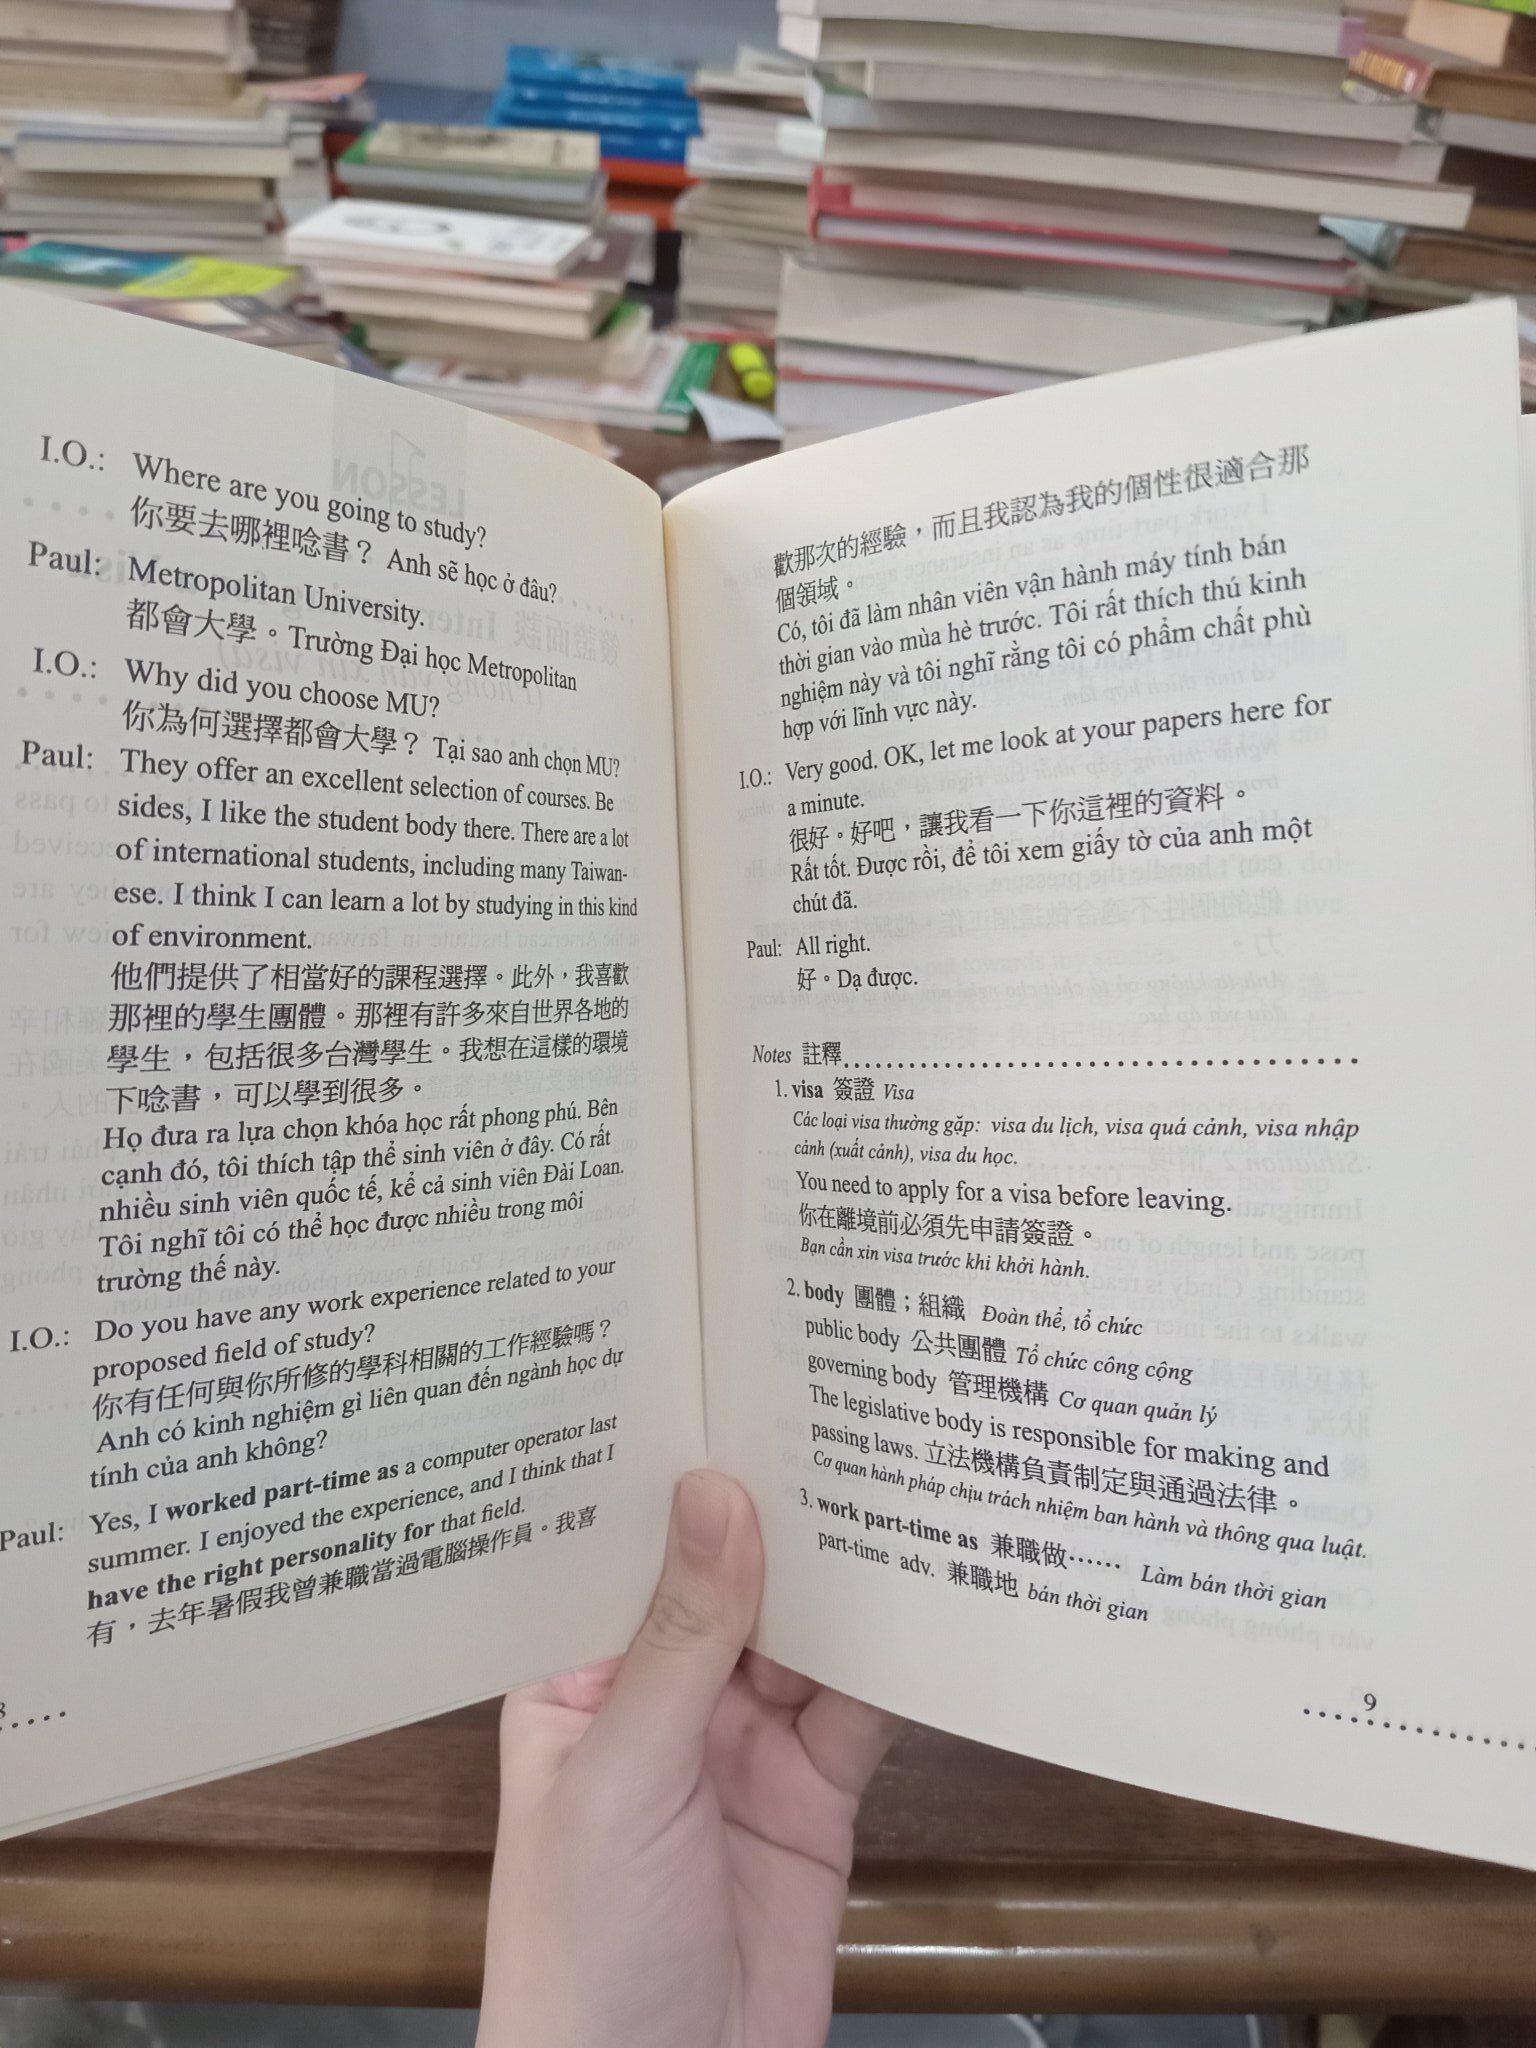 I.O.: Where are you going to study?
你要去哪裡唸書？ Anh sẽ học ở đâu?
Paul: Metropolitan University.
都會大學。Trường Đại học Metropolitan
I.O.: Why did you choose MU?
你為何選擇都會大學？ Tại sao anh chọn MU?
Paul: They offer an excellent selection of courses. Be
sides, I like the student body there. There are a lot
of international students, including many Taiwan-
ese. I think I can learn a lot by studying in this kind
of environment.
他們提供了相當好的課程選擇。此外，我喜歡
那裡的學生團體。那裡有許多來自世界各地的
學生，包括很多台灣學生。我想在這樣的環境
下唸書，可以學到很多。
Họ đưa ra lựa chọn khóa học rất phong phú. Bên
cạnh đó, tôi thích tập thể sinh viên ở đây. Có rất
nhiều sinh viên quốc tế, kể cả sinh viên Đài Loan.
Tôi nghĩ tôi có thể học được nhiều trong môi
trường thế này.
I.O.: Do you have any work experience related to your
proposed field of study?
你有任何與你所修的學科相關的工作經驗嗎？
Anh có kinh nghiệm gì liên quan đến ngành học dự
tính của anh không?
Paul: Yes, I worked part-time as a computer operator last
summer. I enjoyed the experience, and I think that I
have the right personality for that field.
有，去年暑假我曾兼職當過電腦操作員。我喜
8
歡那次的經驗，而且我認為我的個性很適合那
個領域。
Có, tôi đã làm nhân viên vận hành máy tính bán
thời gian vào mùa hè trước. Tôi rất thích thú kinh
nghiệm này và tôi nghĩ rằng tôi có phẩm chất phù
hợp với lĩnh vực này.
I.O.: Very good. OK, let me look at your papers here for
a minute.
很好。好吧，讓我看一下你這裡的資料。
Rất tốt. Được rồi, để tôi xem giấy tờ của anh một
chút đã.
Paul: All right.
好。Dạ được.
Notes 註釋
1. visa 簽證 Visa
Các loại visa thường gặp: visa du lịch, visa quá cảnh, visa nhập
cảnh (xuất cảnh), visa du học.
You need to apply for a visa before leaving.
你在離境前必須先申請簽證。
Bạn cần xin visa trước khi khởi hành.
2. body 團體；組織 Đoàn thể, tổ chức
public body 公共團體 Tổ chức công cộng
governing body 管理機構 Cơ quan quản lý
The legislative body is responsible for making and
passing laws. 立法機構負責制定與通過法律。
Cơ quan hành pháp chịu trách nhiệm ban hành và thông qua luật.
3. work part-time as 兼職做⋯⋯ Làm bán thời gian
part-time adv. 兼職地 bán thời gian
9